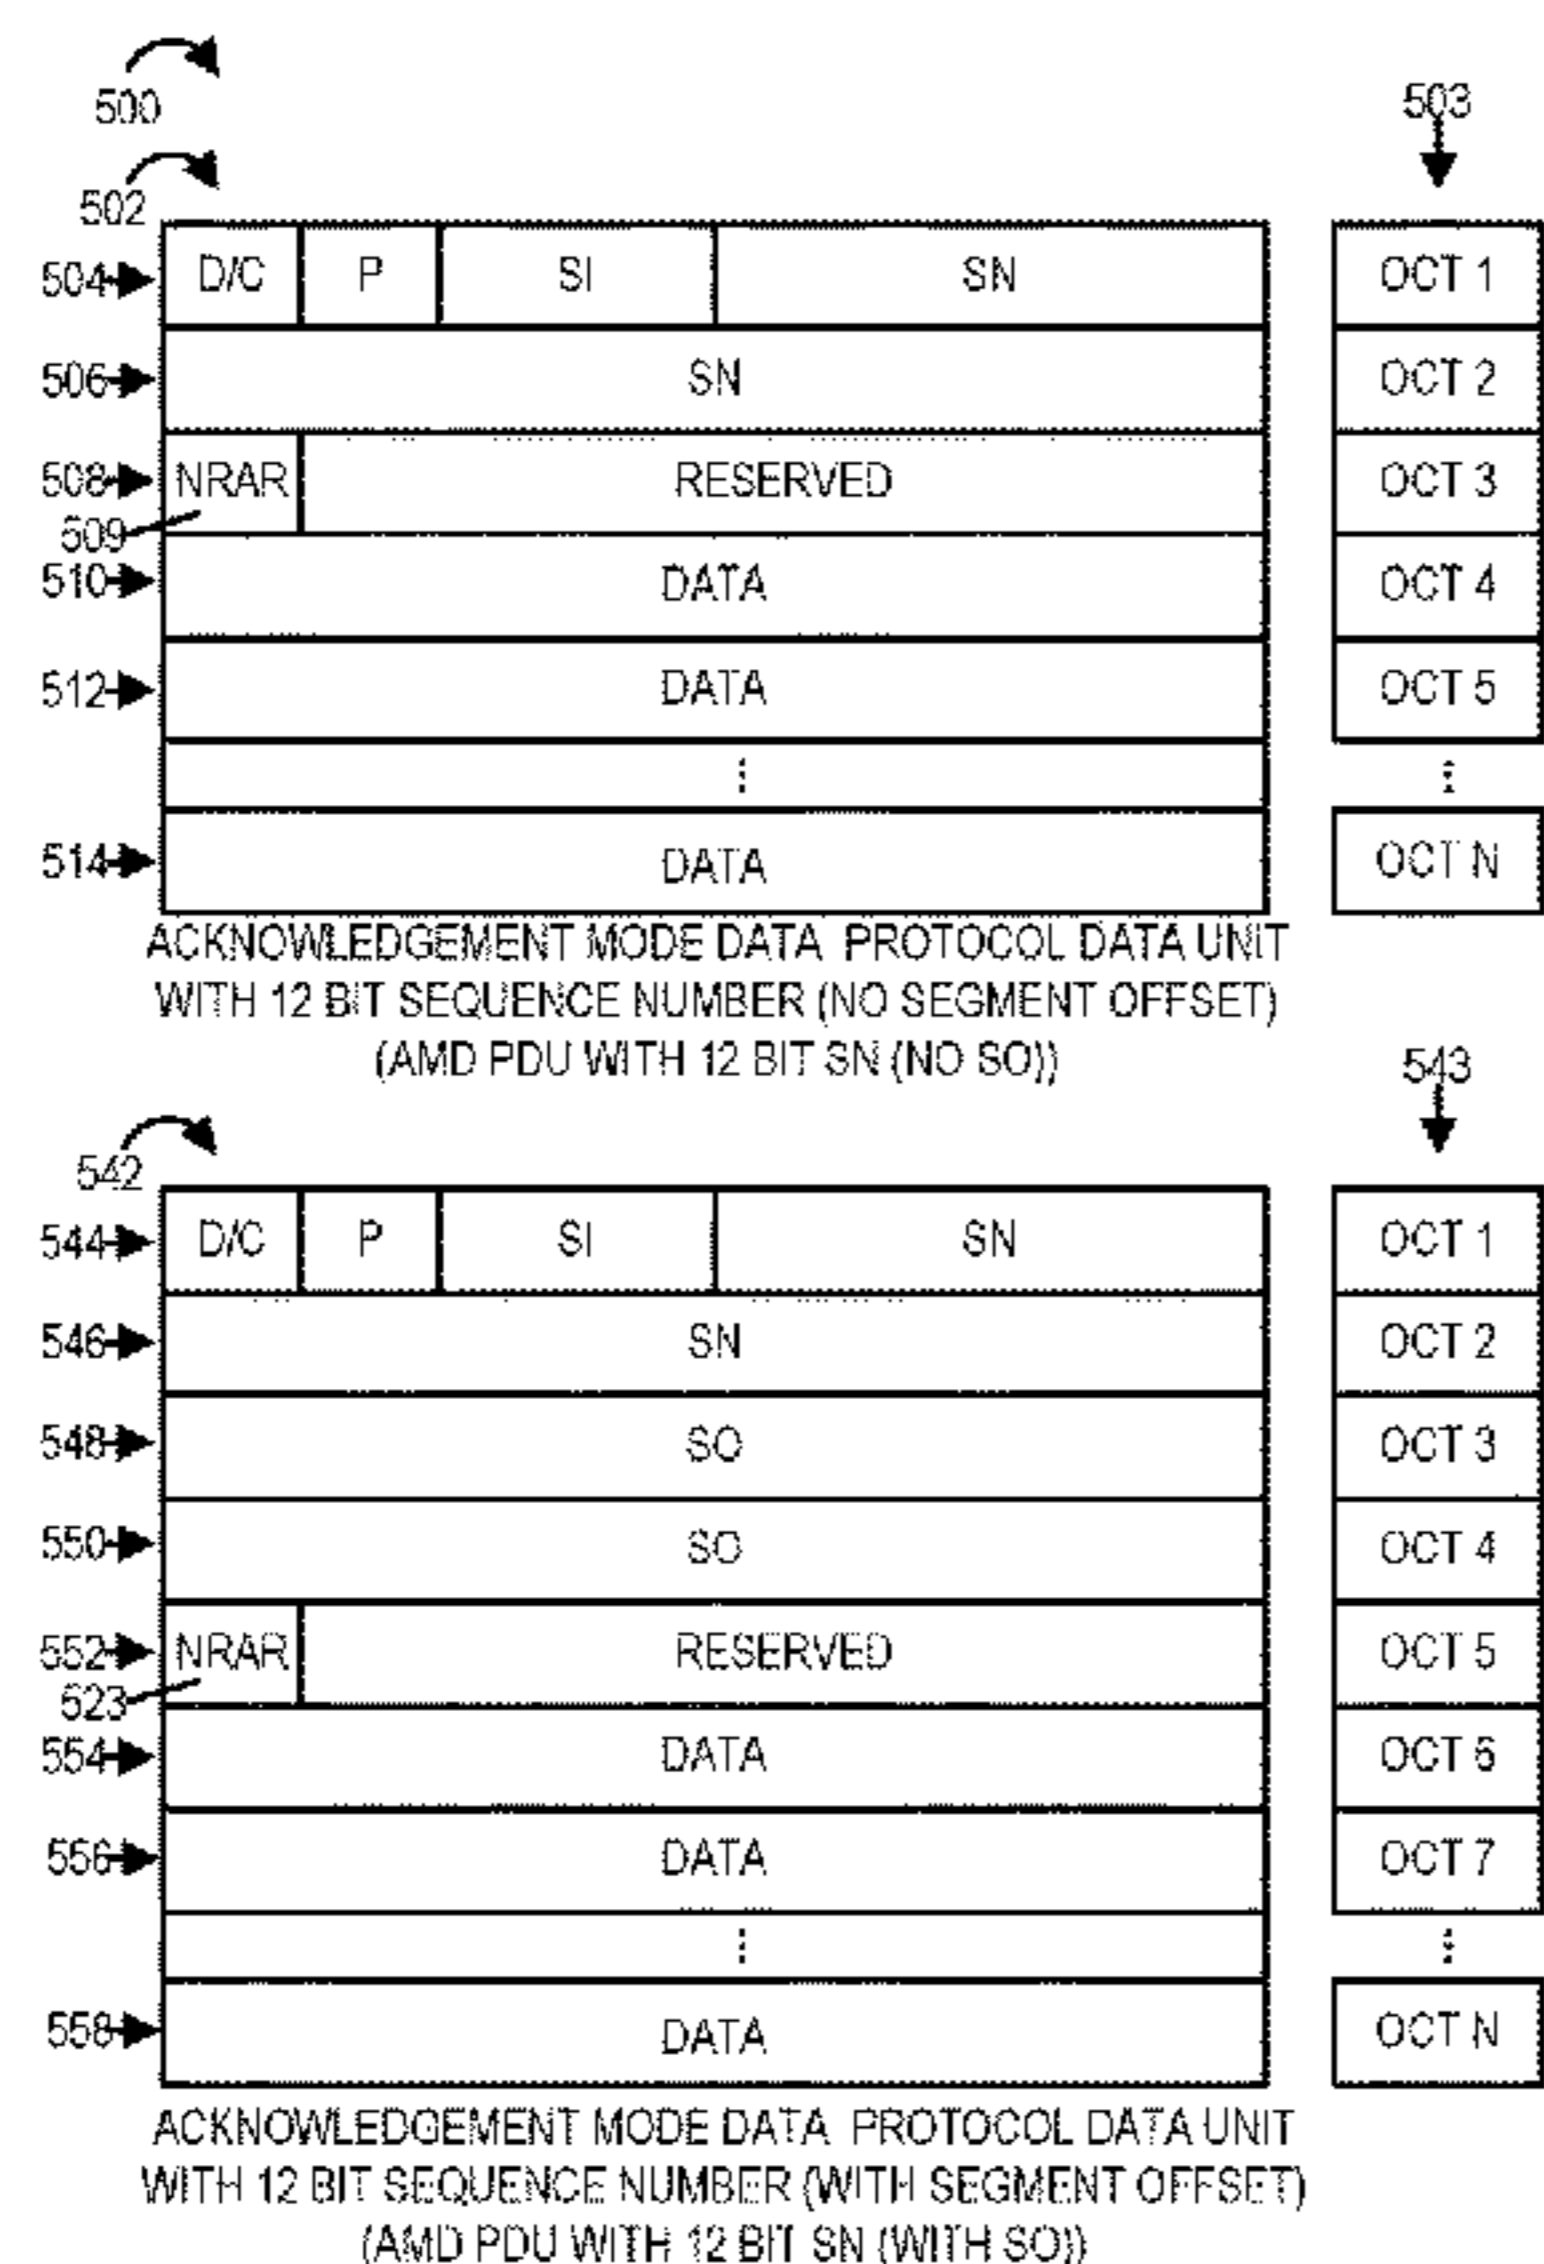 500
503
502
504 D/C P SI SN OCT 1
506 SN OCT 2
508 NRAR RESERVED OCT 3
509
510 DATA OCT 4
512 DATA OCT 5
⋮ ⋮
514 DATA OCT N
ACKNOWLEDGEMENT MODE DATA PROTOCOL DATA UNIT
WITH 12 BIT SEQUENCE NUMBER (NO SEGMENT OFFSET)
(AMD PDU WITH 12 BIT SN (NO SO))
543
542
544 D/C P SI SN OCT 1
546 SN OCT 2
548 SO OCT 3
550 SO OCT 4
552 NRAR RESERVED OCT 5
523
554 DATA OCT 6
556 DATA OCT 7
⋮ ⋮
558 DATA OCT N
ACKNOWLEDGEMENT MODE DATA PROTOCOL DATA UNIT
WITH 12 BIT SEQUENCE NUMBER (WITH SEGMENT OFFSET)
(AMD PDU WITH 12 BIT SN (WITH SO))